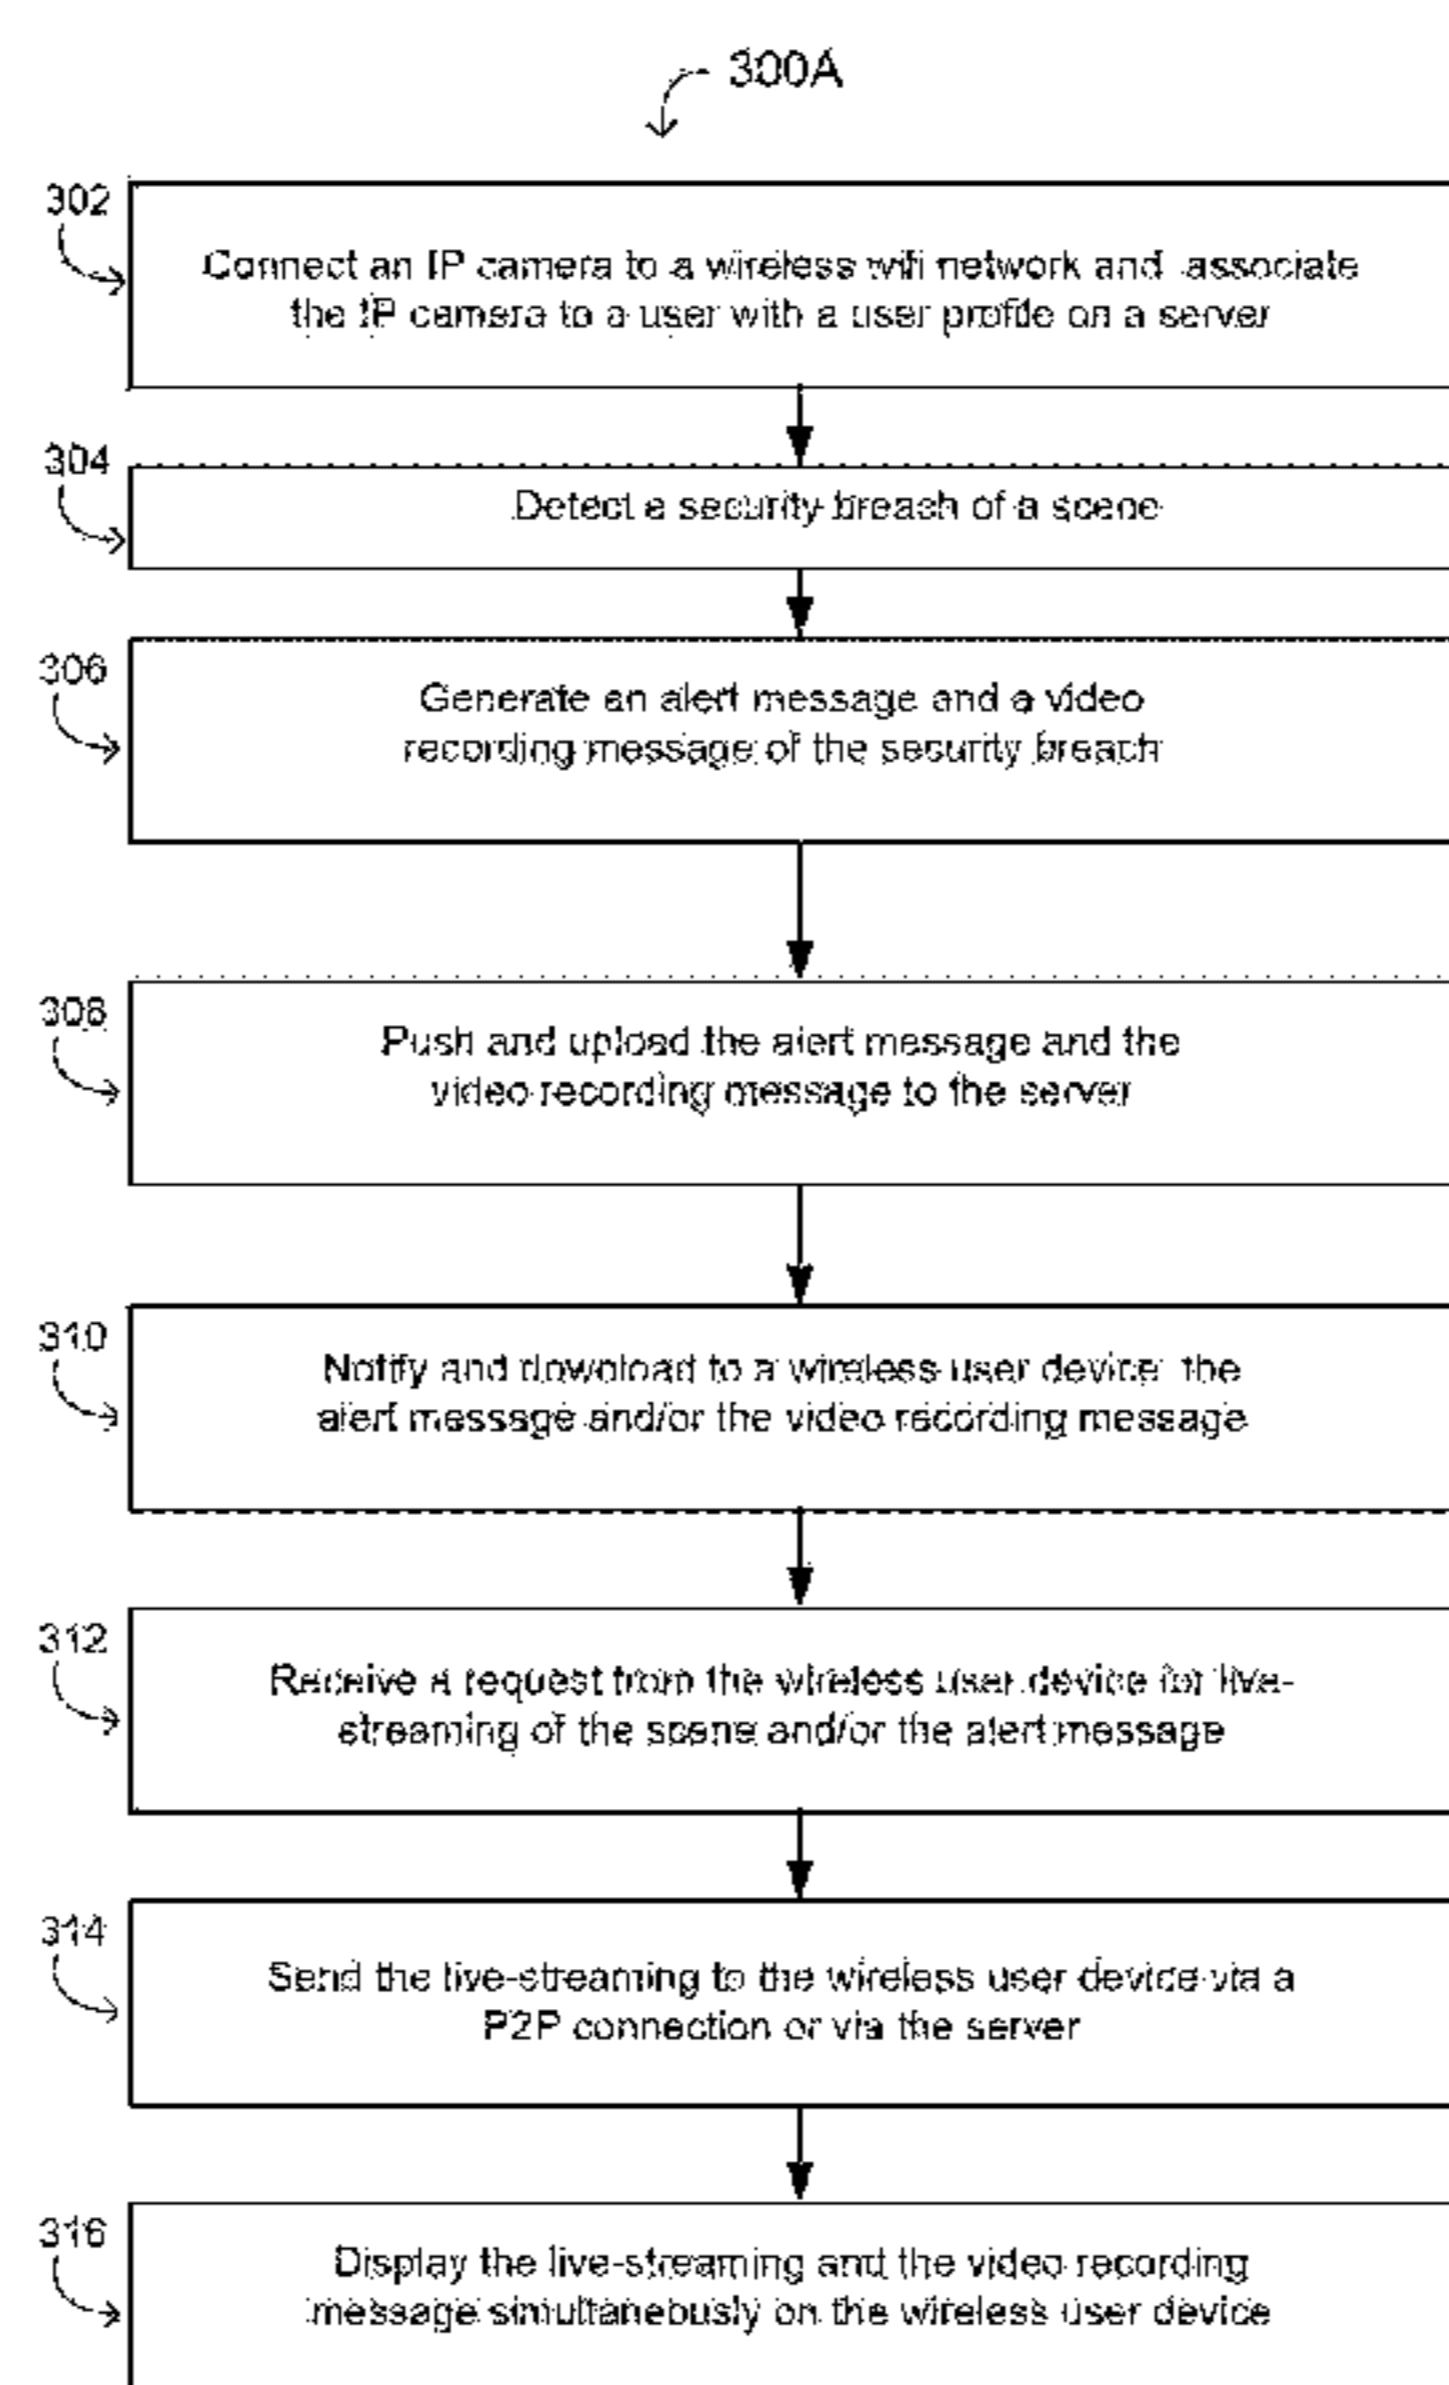 300A
302
Connect an IP camera to a wireless wifi network and associate
the IP camera to a user with a user profile on a server
304
Detect a security breach of a scene
306
Generate an alert message and a video
recording message of the security breach
308
Push and upload the alert message and the
video recording message to the server
310
Notify and download to a wireless user device the
alert message and/or the video recording message
312
Receive a request from the wireless user device for live-
streaming of the scene and/or the alert message
314
Send the live-streaming to the wireless user device via a
P2P connection or via the server
316
Display the live-streaming and the video recording
message simultaneously on the wireless user device